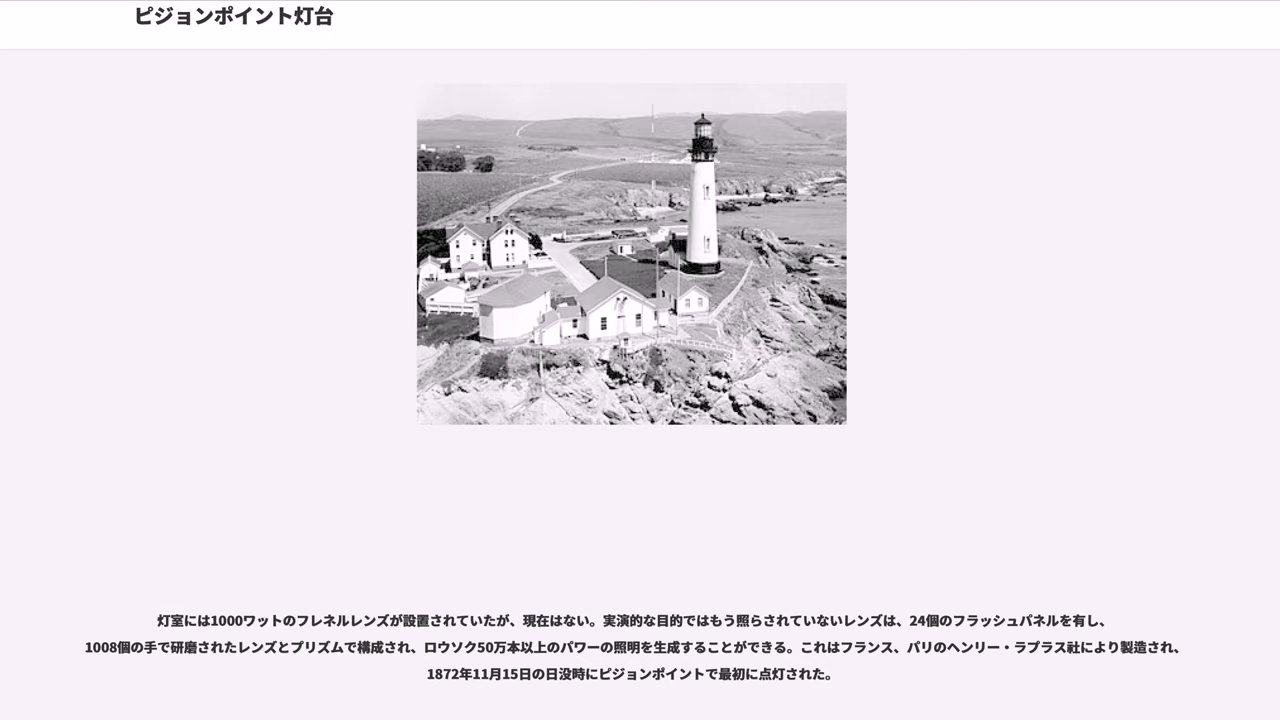 ピジョンポイント灯台
灯室には1000ワットのフレネルレンズが設置されていたが、現在はない。実演的な目的ではもう照らされていないレンズは、24個のフラッシュパネルを有し、
1008個の手で研磨されたレンズとプリズムで構成され、ロウソク50万本以上のパワーの照明を生成することができる。これはフランス、パリのヘンリー・ラプラス社により製造され、
1872年11月15日の日没時にピジョンポイントで最初に点灯された。